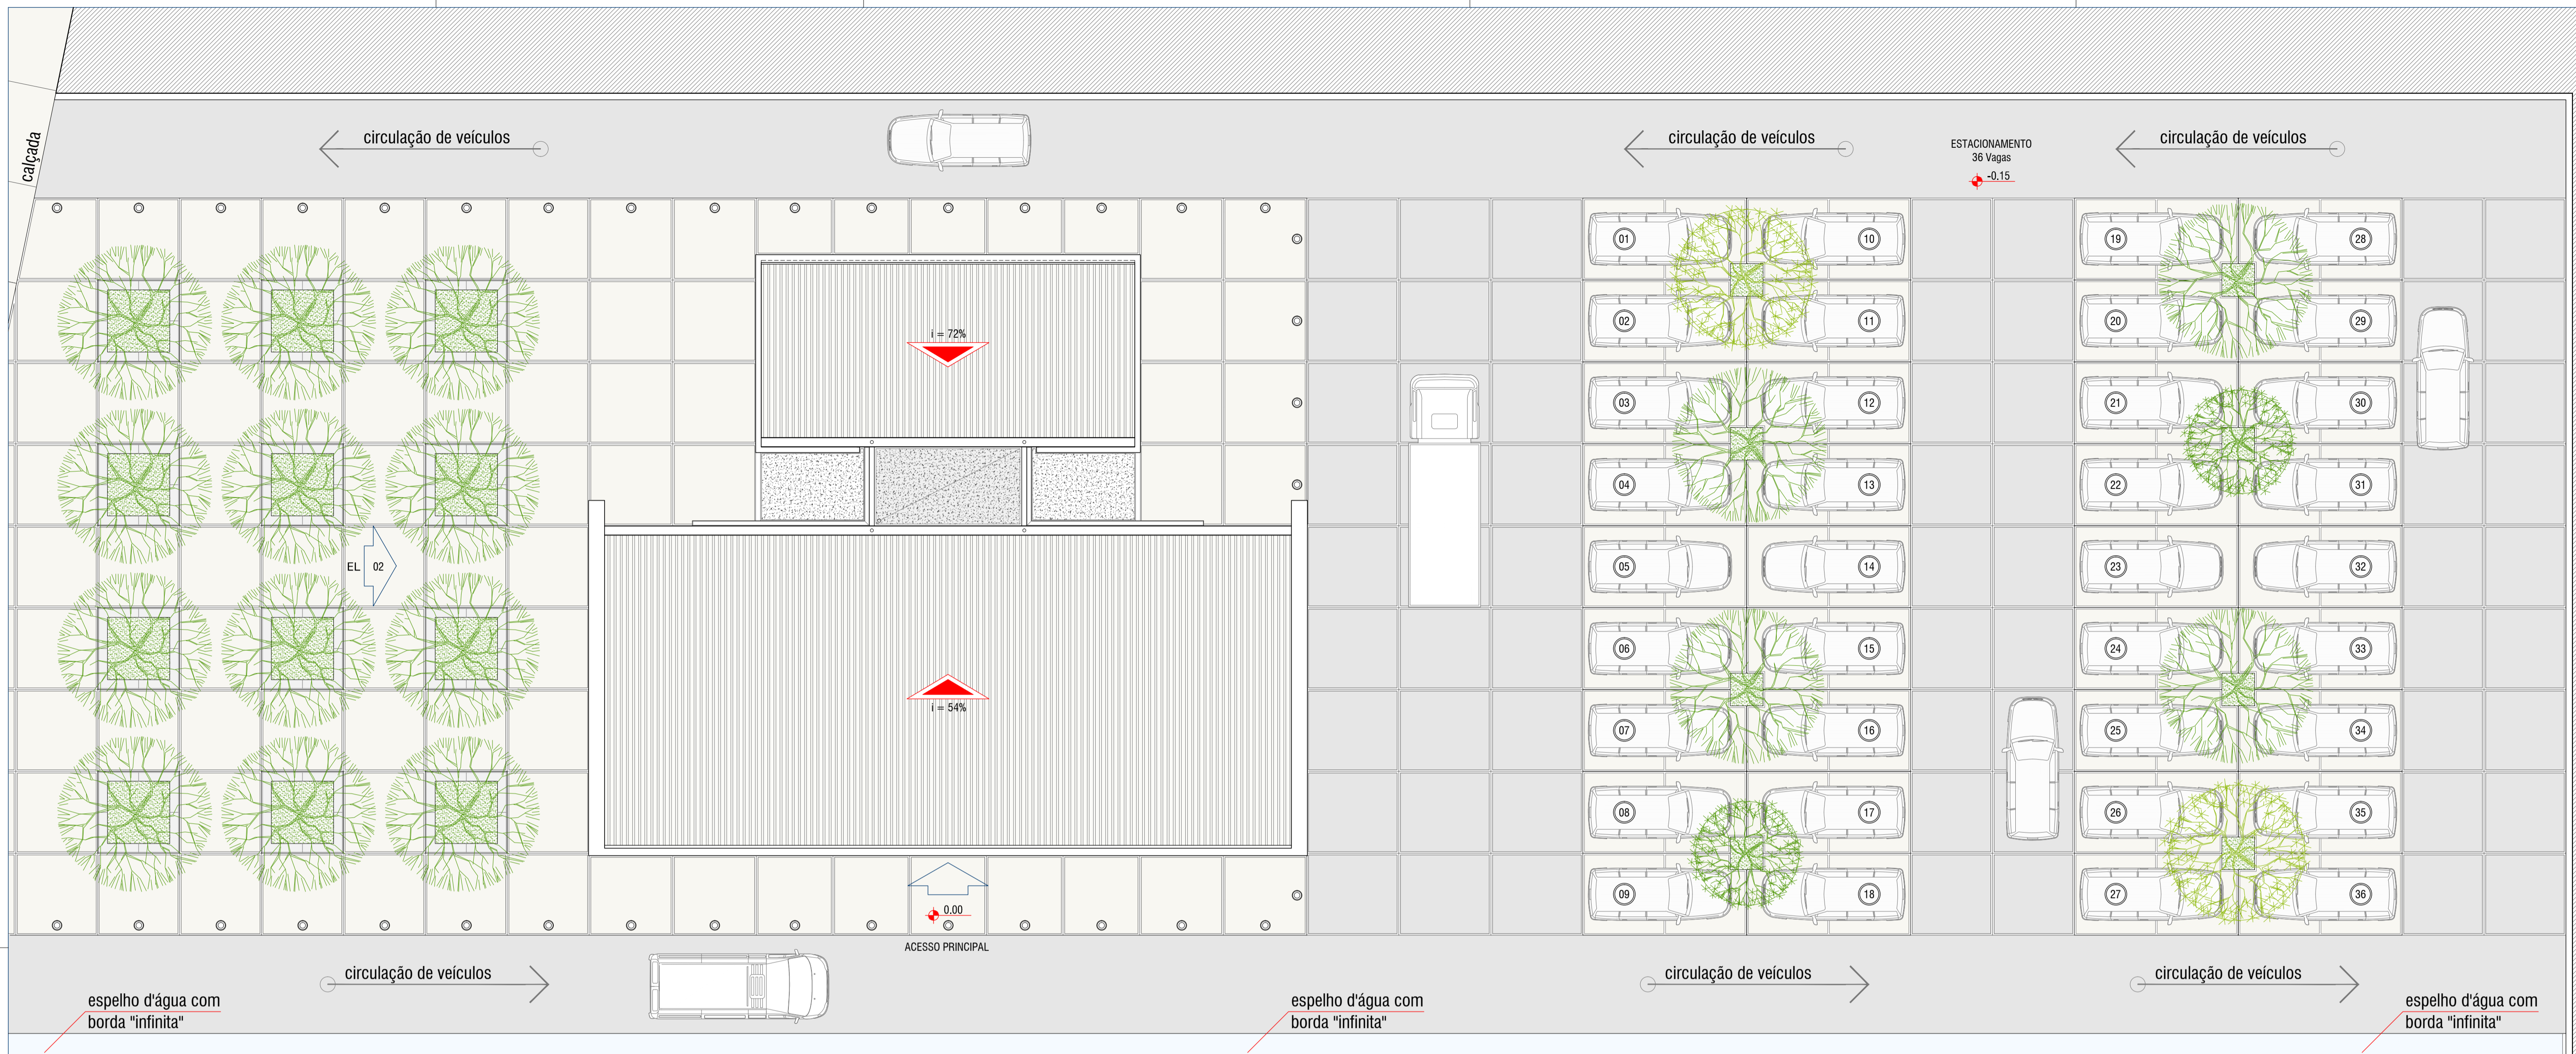 calçada
circulação de veículos
circulação de veículos
ESTACIONAMENTO
36 Vagas
-0.15
circulação de veículos
01
10
19
28
i = 72%
02
11
20
29
03
12
21
30
04
13
22
31
EL 02
05
14
23
32
06
15
24
33
i = 54%
07
16
25
34
08
17
26
35
09
18
27
36
0.00
ACESSO PRINCIPAL
circulação de veículos
circulação de veículos
circulação de veículos
espelho d'água com
borda "infinita"
espelho d'água com
borda "infinita"
espelho d'água com
borda "infinita"